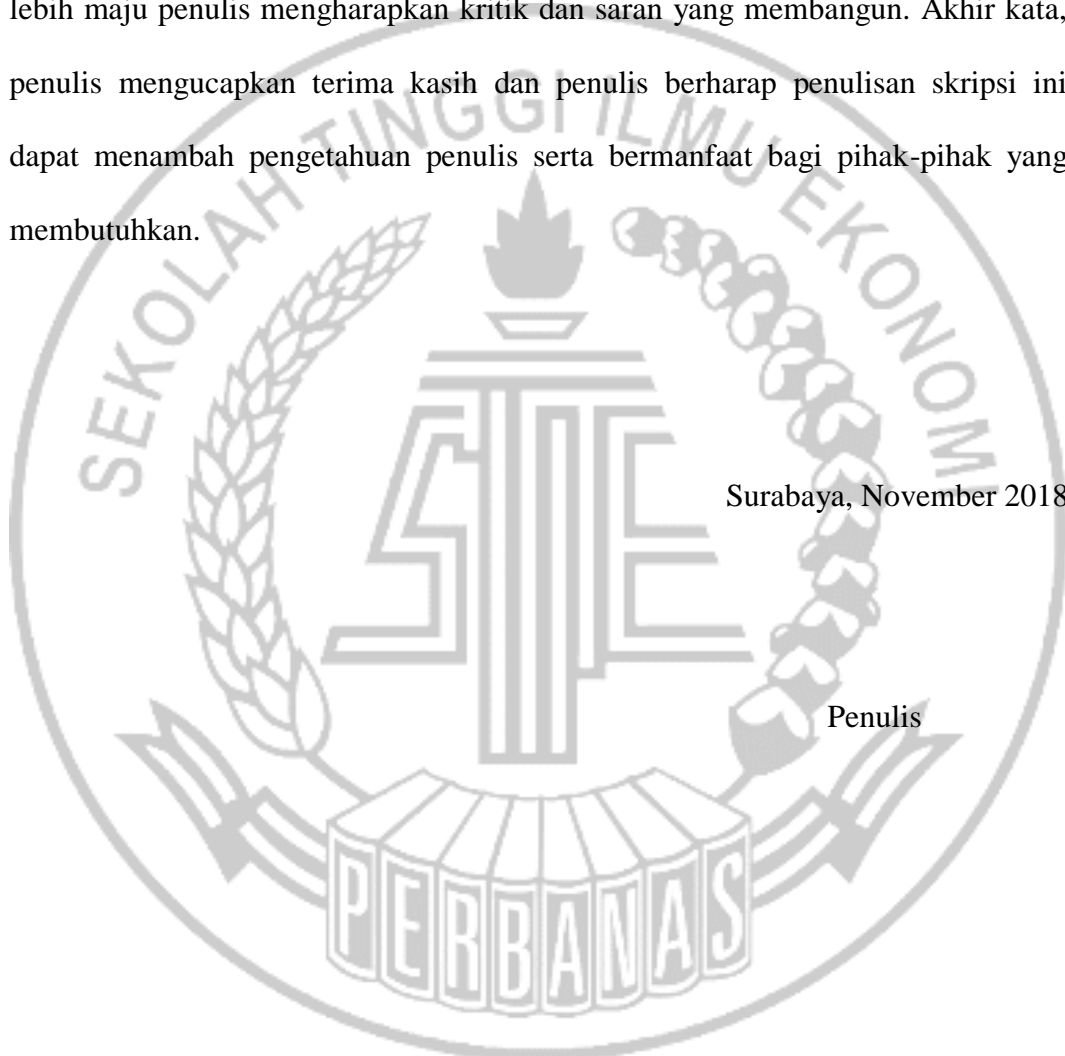 lebih maju penulis mengharapkan kritik dan saran yang membangun. Akhir kata,
penulis mengucapkan terima kasih dan penulis berharap penulisan skripsi ini
dapat menambah pengetahuan penulis serta bermanfaat bagi pihak-pihak yang
membutuhkan.
SEKOLAH TINGGI ILMU EKONOMI
STIE
Surabaya, November 2018
Penulis
PERBANAS